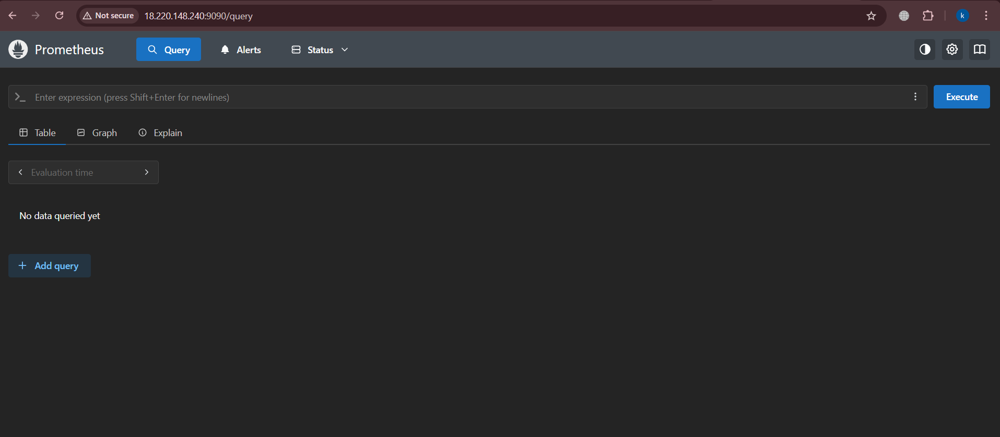 Not secure 18.220.148.240:9090/query k
Prometheus Query Alerts Status
Enter expression (press Shift+Enter for newlines) Execute
Table Graph Explain
Evaluation time
No data queried yet
Add query